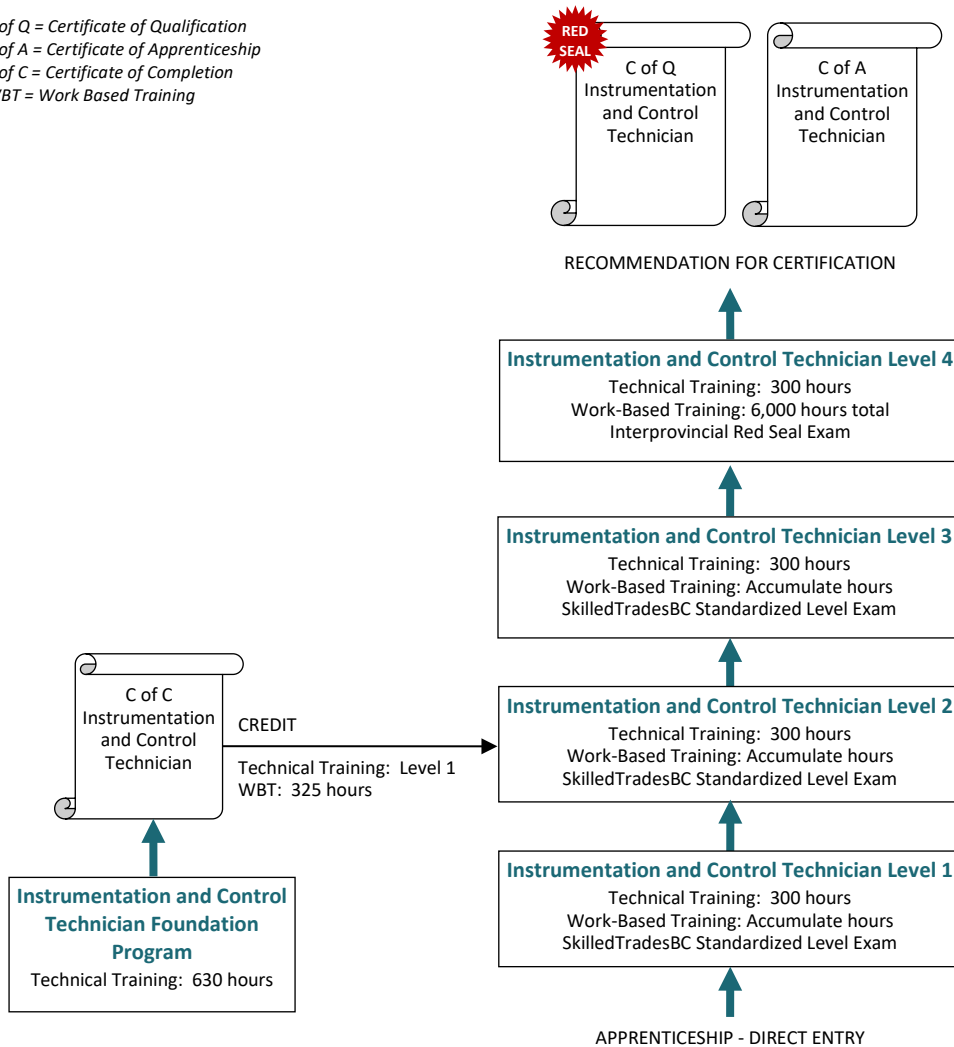 of Q = Certificate of Qualification
of A = Certificate of Apprenticeship
of C = Certificate of Completion
WBT = Work Based Training
RED
SEAL
C of Q
Instrumentation
and Control
Technician
C of A
Instrumentation
and Control
Technician
RECOMMENDATION FOR CERTIFICATION
Instrumentation and Control Technician Level 4
Technical Training: 300 hours
Work-Based Training: 6,000 hours total
Interprovincial Red Seal Exam
Instrumentation and Control Technician Level 3
Technical Training: 300 hours
Work-Based Training: Accumulate hours
SkilledTradesBC Standardized Level Exam
C of C
Instrumentation
and Control
Technician
CREDIT
Technical Training: Level 1
WBT: 325 hours
Instrumentation and Control Technician Level 2
Technical Training: 300 hours
Work-Based Training: Accumulate hours
SkilledTradesBC Standardized Level Exam
Instrumentation and Control
Technician Foundation
Program
Technical Training: 630 hours
Instrumentation and Control Technician Level 1
Technical Training: 300 hours
Work-Based Training: Accumulate hours
SkilledTradesBC Standardized Level Exam
APPRENTICESHIP - DIRECT ENTRY